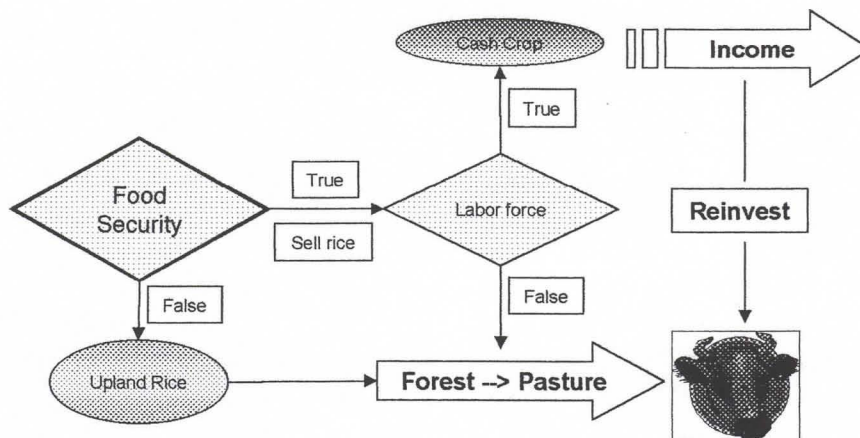 Cash Crop
Income
True
Food
Security
True
Sell rice
Labor force
Reinvest
False
False
Upland Rice
Forest --> Pasture